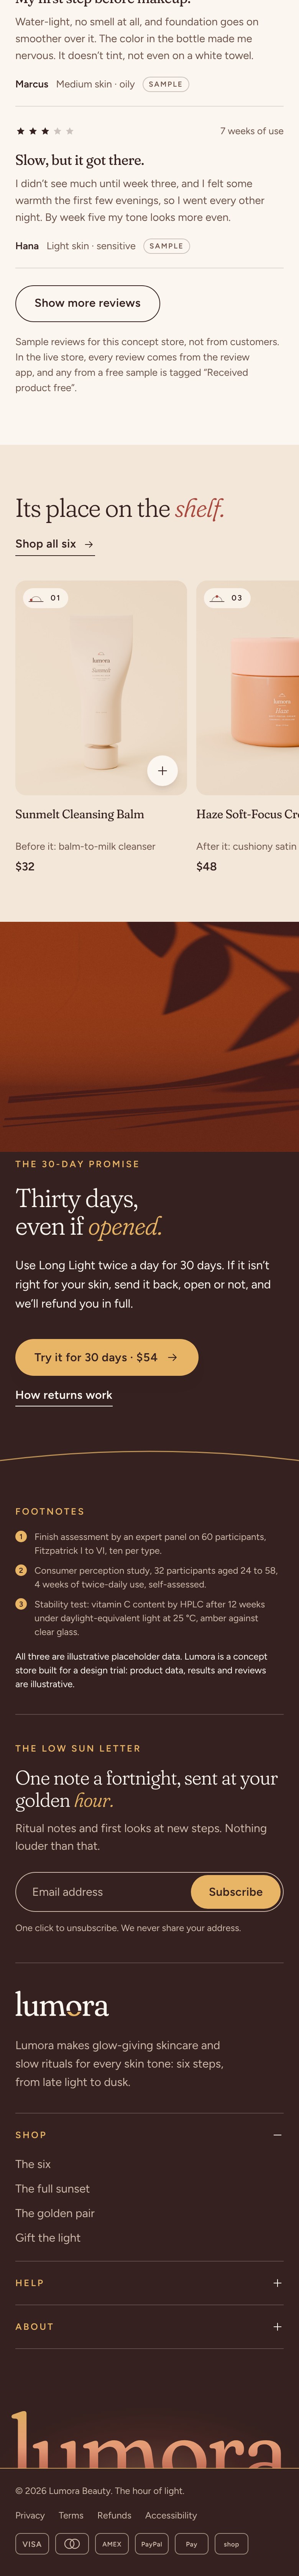 My first step before makeup.
Water-light, no smell at all, and foundation goes on
smoother over it. The color in the bottle made me
nervous. It doesn’t tint, not even on a white towel.
Marcus Medium skin · oily SAMPLE
7 weeks of use
Slow, but it got there.
I didn’t see much until week three, and I felt some
warmth the first few evenings, so I went every other
night. By week five my tone looks more even.
Hana Light skin · sensitive SAMPLE
Show more reviews
Sample reviews for this concept store, not from customers.
In the live store, every review comes from the review
app, and any from a free sample is tagged “Received
product free”.
Its place on the shelf.
Shop all six →
01
03
lumora
Sunmelt
lumora
Haze
Sunmelt Cleansing Balm
Haze Soft-Focus Cr
Before it: balm-to-milk cleanser
After it: cushiony satin
$32
$48
THE 30-DAY PROMISE
Thirty days,
even if opened.
Use Long Light twice a day for 30 days. If it isn’t
right for your skin, send it back, open or not, and
we’ll refund you in full.
Try it for 30 days · $54 →
How returns work
FOOTNOTES
1 Finish assessment by an expert panel on 60 participants,
Fitzpatrick I to VI, ten per type.
2 Consumer perception study, 32 participants aged 24 to 58,
4 weeks of twice-daily use, self-assessed.
3 Stability test: vitamin C content by HPLC after 12 weeks
under daylight-equivalent light at 25 °C, amber against
clear glass.
All three are illustrative placeholder data. Lumora is a concept
store built for a design trial: product data, results and reviews
are illustrative.
THE LOW SUN LETTER
One note a fortnight, sent at your
golden hour.
Ritual notes and first looks at new steps. Nothing
louder than that.
Email address
Subscribe
One click to unsubscribe. We never share your address.
lumora
Lumora makes glow-giving skincare and
slow rituals for every skin tone: six steps,
from late light to dusk.
SHOP
The six
The full sunset
The golden pair
Gift the light
HELP
ABOUT
lumora
© 2026 Lumora Beauty. The hour of light.
Privacy Terms Refunds Accessibility
VISA AMEX PayPal Pay shop